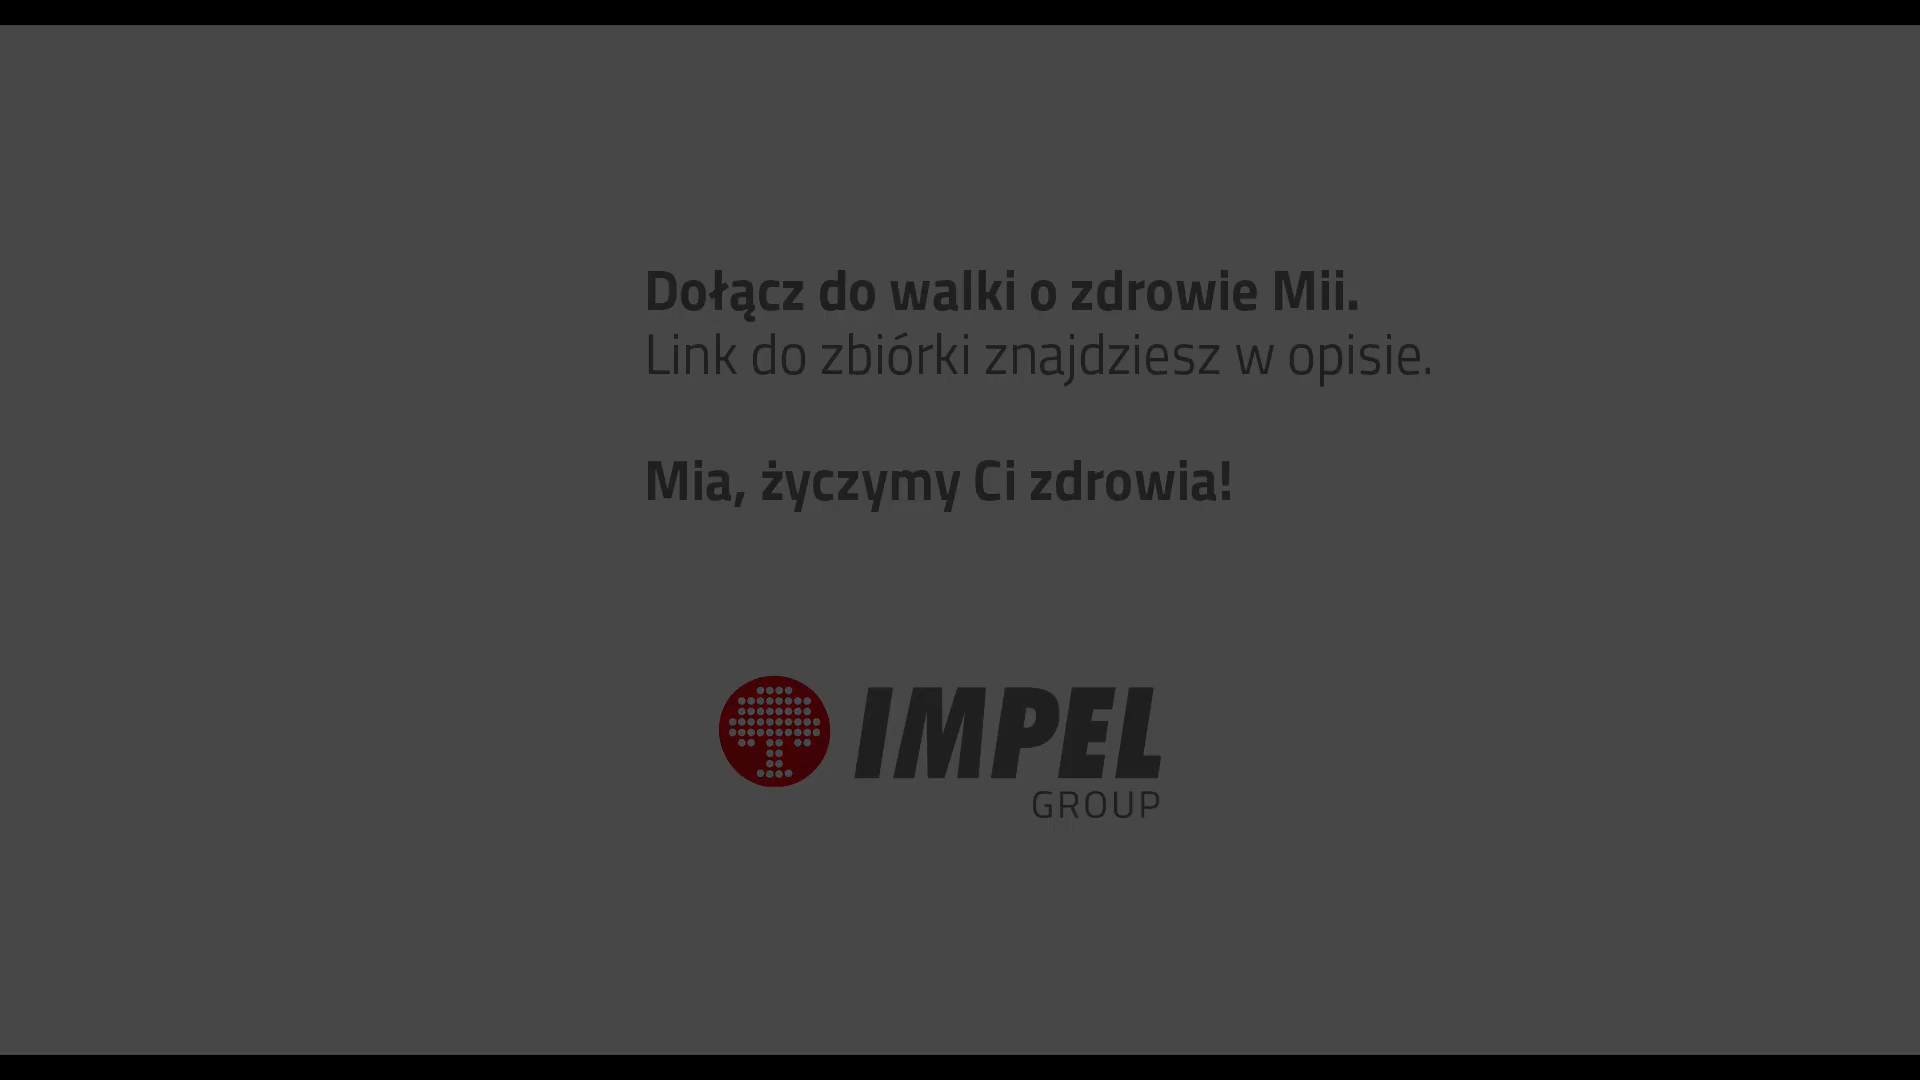 Dołącz do walki o zdrowie Mii.
Link do zbiórki znajdziesz w opisie.
Mia, życzymy Ci zdrowia!
IMPEL
GROUP